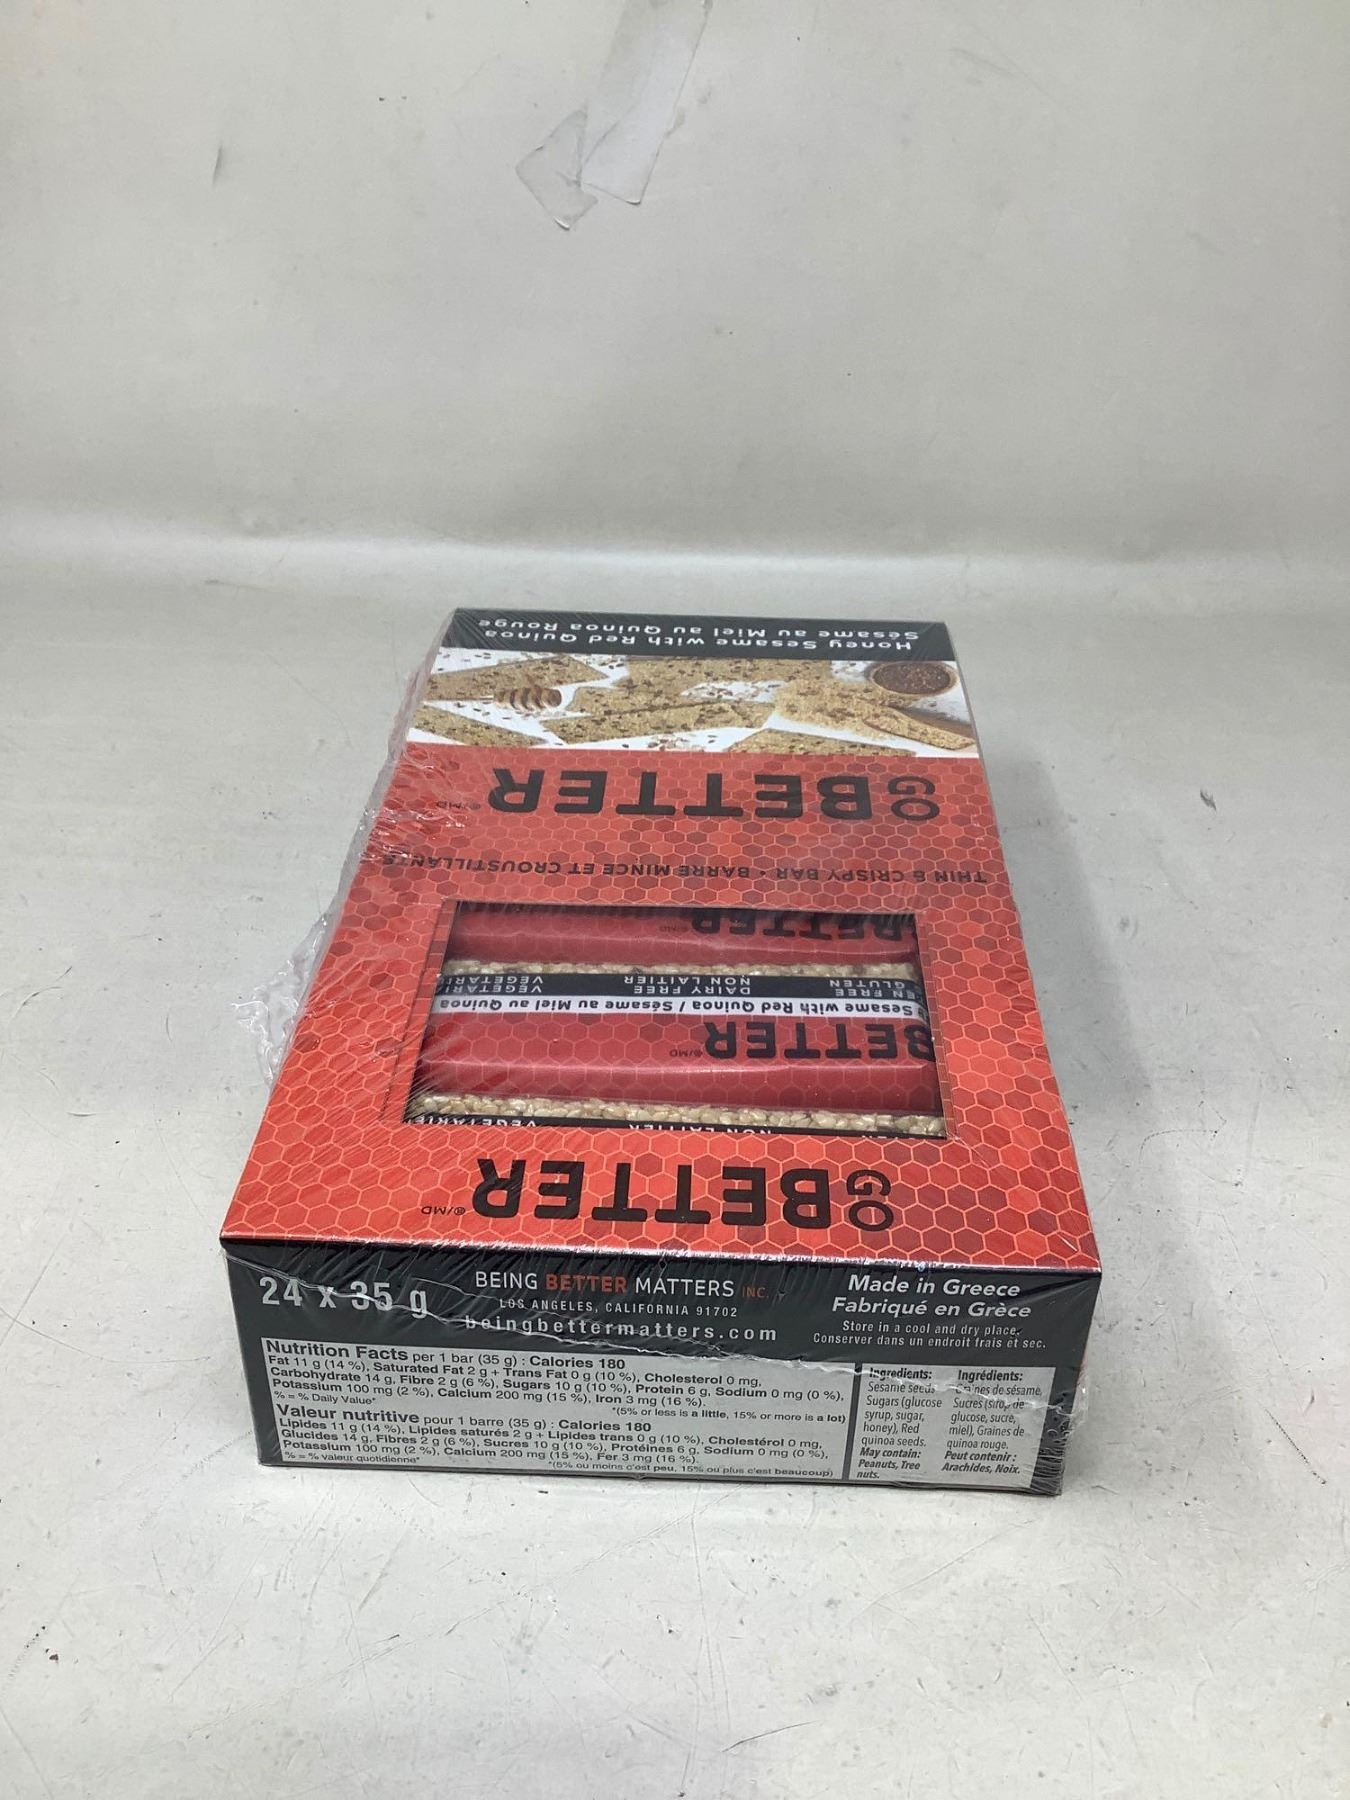 Honey Sesame with Red Quinoa
Sésame au Miel au Quinoa Rouge
GO BETTER ®/MD
THIN & CRISPY BAR • BARRE MINCE ET CROUSTILLANTE
BETTER ®/MD
VEGETARI
DAIRY FREE
NON LAITIER
EN FREE
GLUTEN
Sesame with Red Quinoa / Sésame au Miel au Quinoa
BETTER ®/MD
NON LAITIER
GO BETTER ®/MD
24 x 35 g
BEING BETTER MATTERS INC.
LOS ANGELES, CALIFORNIA 91702
beingbettermatters.com
Made in Greece
Fabriqué en Grèce
Store in a cool and dry place.
Conserver dans un endroit frais et sec.
Nutrition Facts per 1 bar (35 g) : Calories 180
Fat 11 g (14 %), Saturated Fat 2 g + Trans Fat 0 g (10 %), Cholesterol 0 mg,
Carbohydrate 14 g, Fibre 2 g (6 %), Sugars 10 g (10 %), Protein 6 g, Sodium 0 mg (0 %),
Potassium 100 mg (2 %), Calcium 200 mg (15 %), Iron 3 mg (16 %).
% = % Daily Value* *(5% or less is a little, 15% or more is a lot)
Valeur nutritive pour 1 barre (35 g) : Calories 180
Lipides 11 g (14 %), Lipides saturés 2 g + Lipides trans 0 g (10 %), Cholestérol 0 mg,
Glucides 14 g, Fibres 2 g (6 %), Sucres 10 g (10 %), Protéines 6 g, Sodium 0 mg (0 %),
Potassium 100 mg (2 %), Calcium 200 mg (15 %), Fer 3 mg (16 %).
% = % valeur quotidienne* *(5% ou moins c'est peu, 15% ou plus c'est beaucoup)
Ingredients:
Sesame seeds
Sugars (glucose
syrup, sugar,
honey), Red
quinoa seeds.
May contain:
Peanuts, Tree
nuts.
Ingrédients:
Graines de sésame,
Sucres (sirop de
glucose, sucre,
miel), Graines de
quinoa rouge.
Peut contenir :
Arachides, Noix.